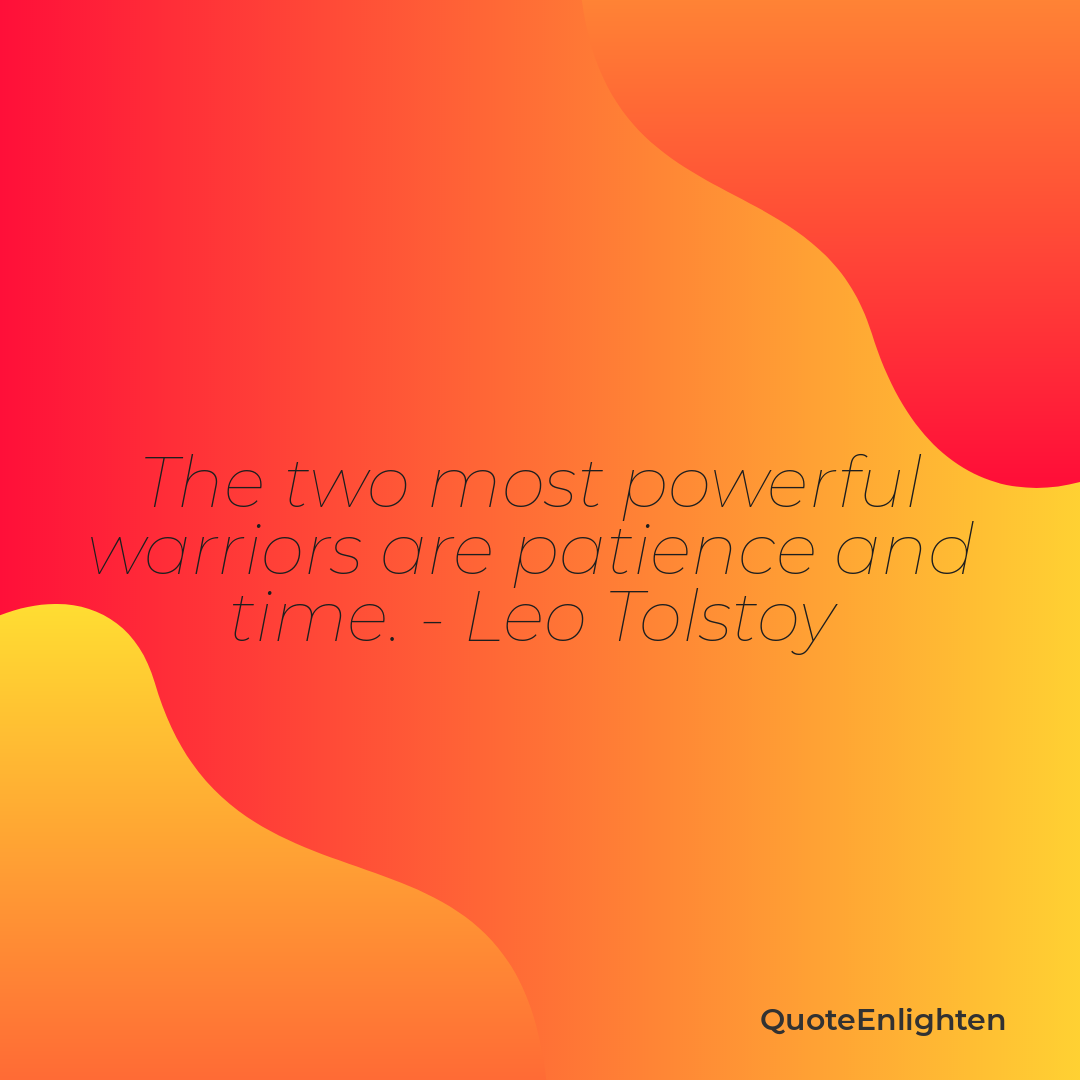 The two most powerful
warriors are patience and
time. - Leo Tolstoy
QuoteEnlighten